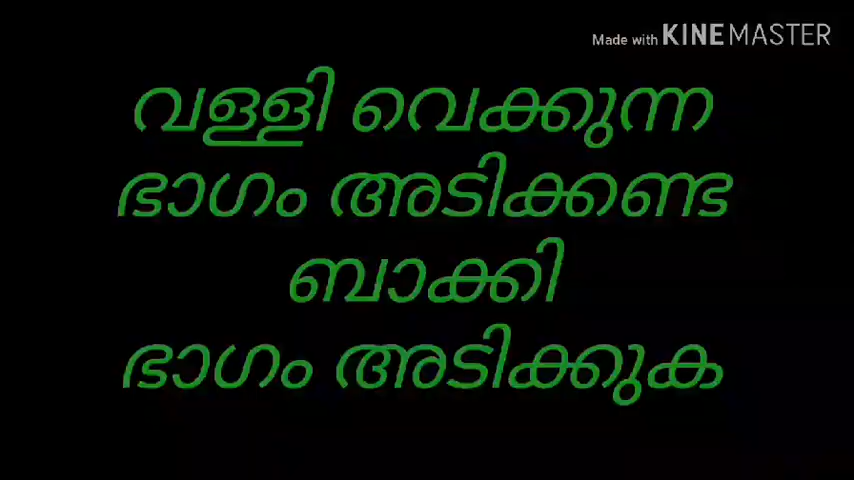 Made with KINEMASTER
വള്ളി വെക്കുന്ന
ഭാഗം അടിക്കണ്ട
ബാക്കി
ഭാഗം അടിക്കുക